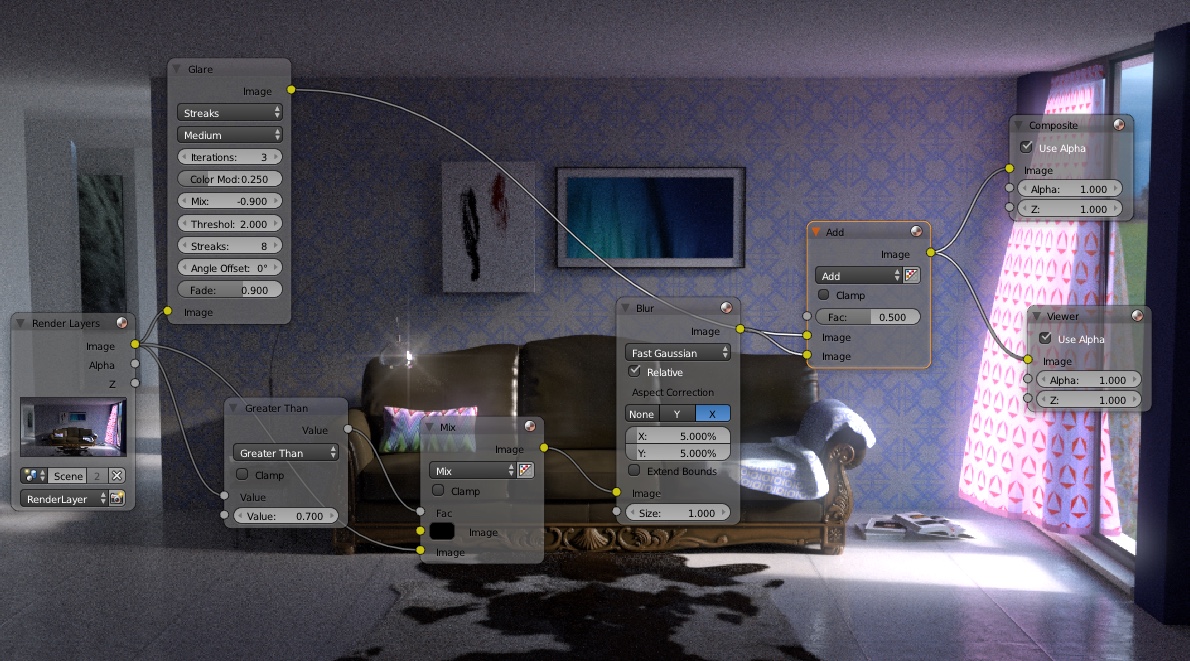 Glare
Image
Streaks
Medium
Iterations: 3
Color Mod: 0.250
Mix: -0.900
Threshol: 2.000
Streaks: 8
Angle Offset: 0°
Fade: 0.900
Image
Render Layers
Image
Alpha
Z
Scene 2
RenderLayer
Greater Than
Value
Greater Than
Clamp
Value
Value: 0.700
Mix
Image
Mix
Clamp
Fac
Image
Image
Blur
Image
Fast Gaussian
Relative
Aspect Correction
None Y X
X: 5.000%
Y: 5.000%
Extend Bounds
Image
Size: 1.000
Add
Image
Add
Clamp
Fac: 0.500
Image
Image
Composite
Use Alpha
Image
Alpha: 1.000
Z: 1.000
Viewer
Use Alpha
Image
Alpha: 1.000
Z: 1.000